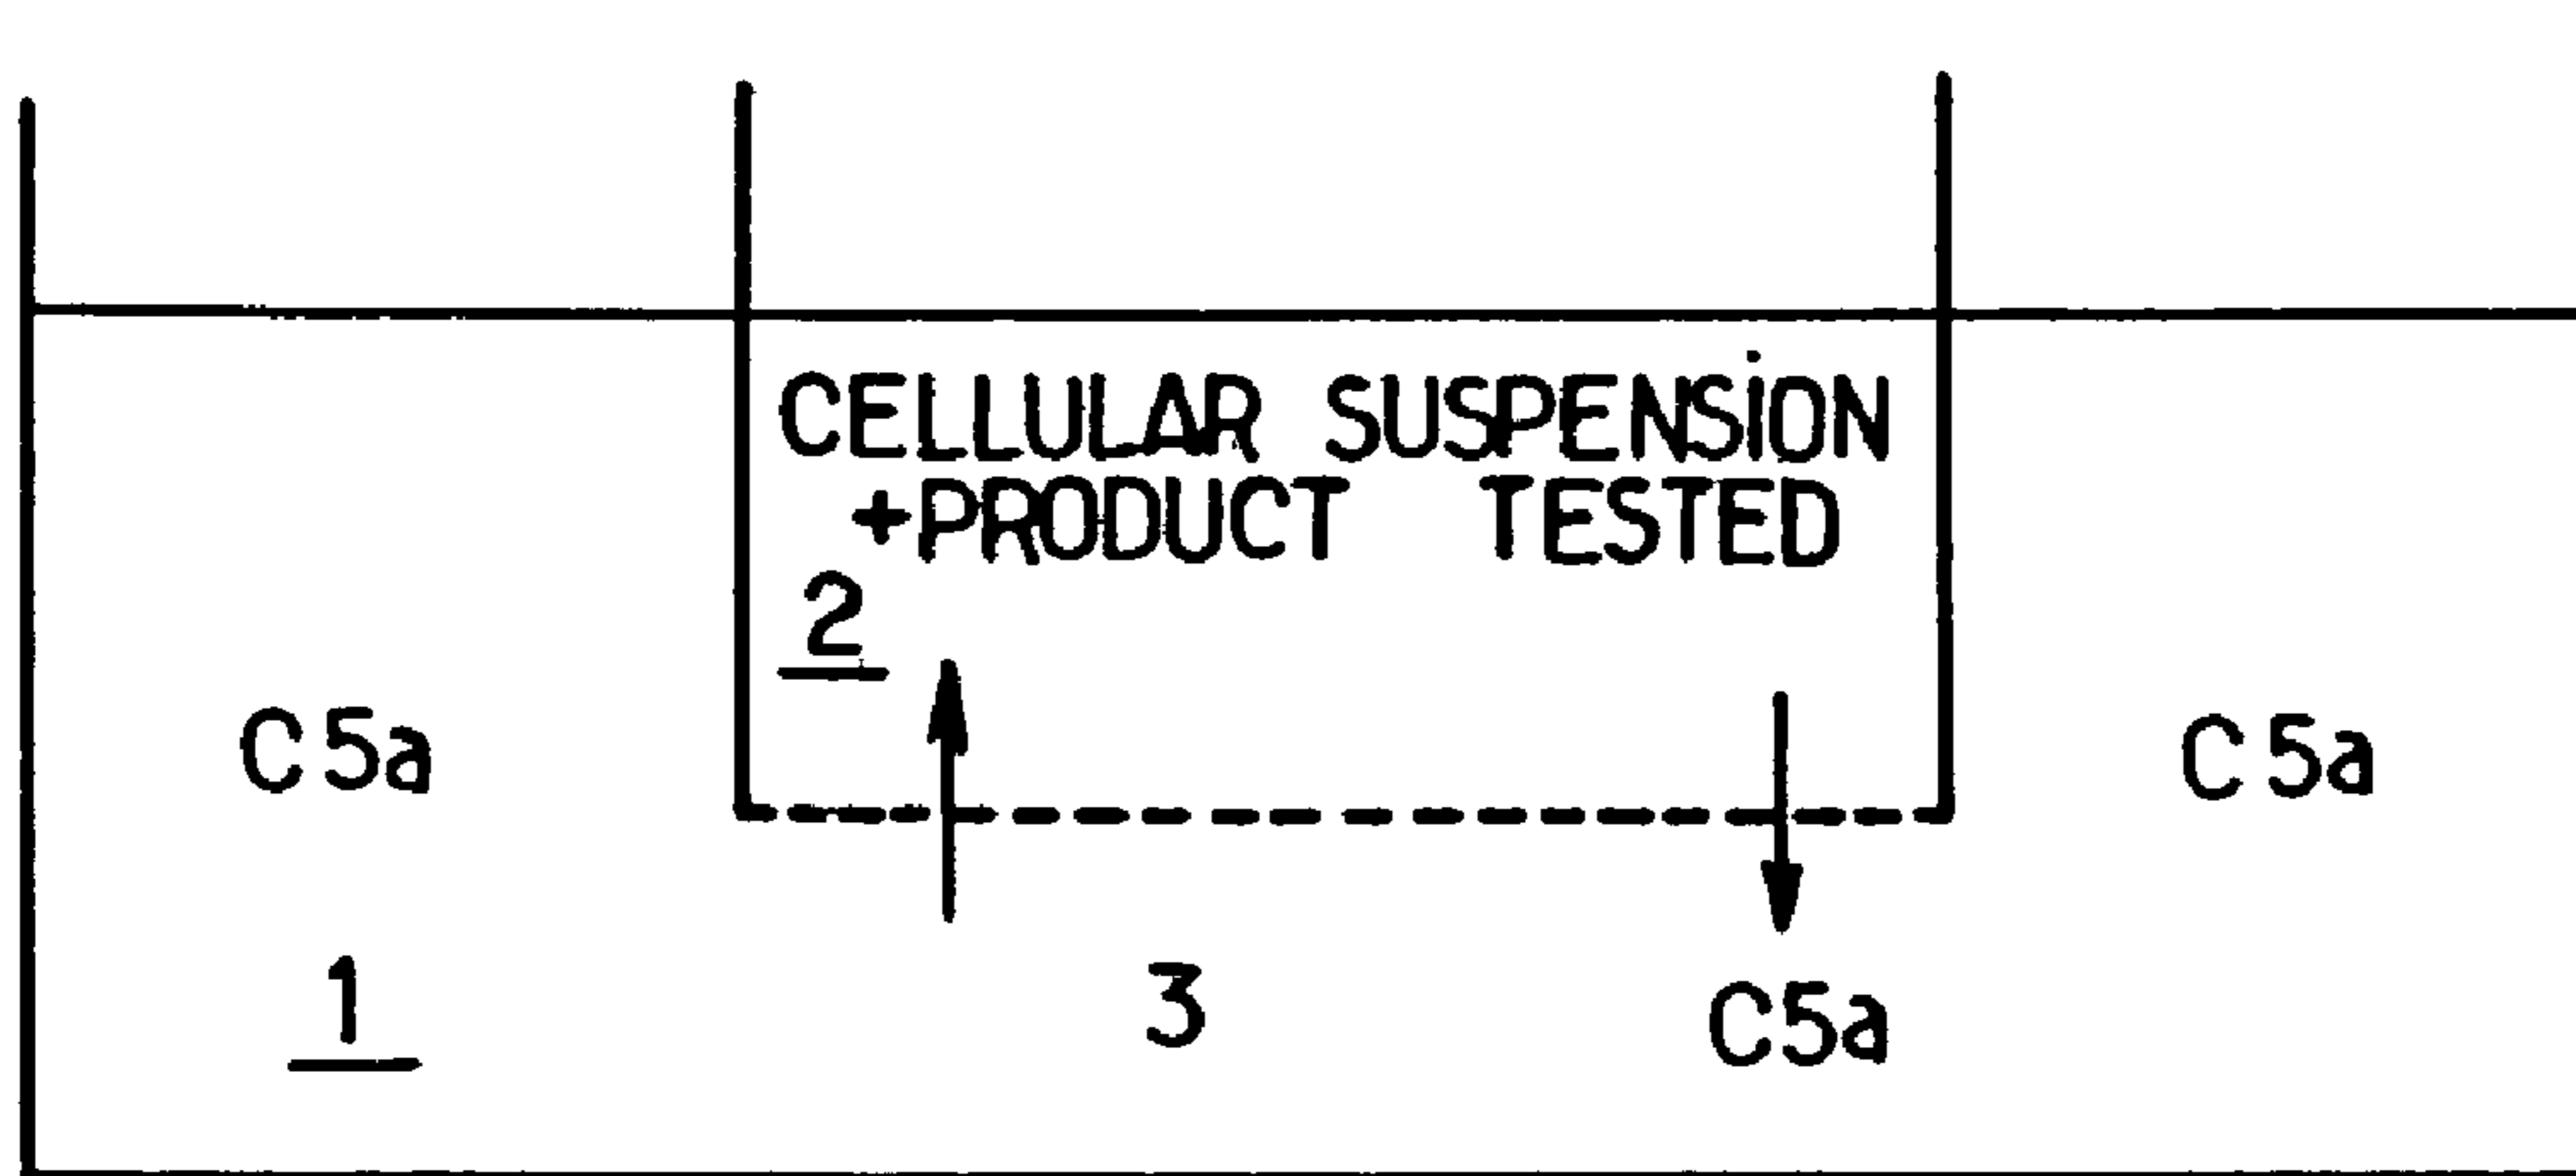 CELLULAR SUSPENSiON
+PRODUCT TESTED
2
C5a
C5a
1
3
C5a